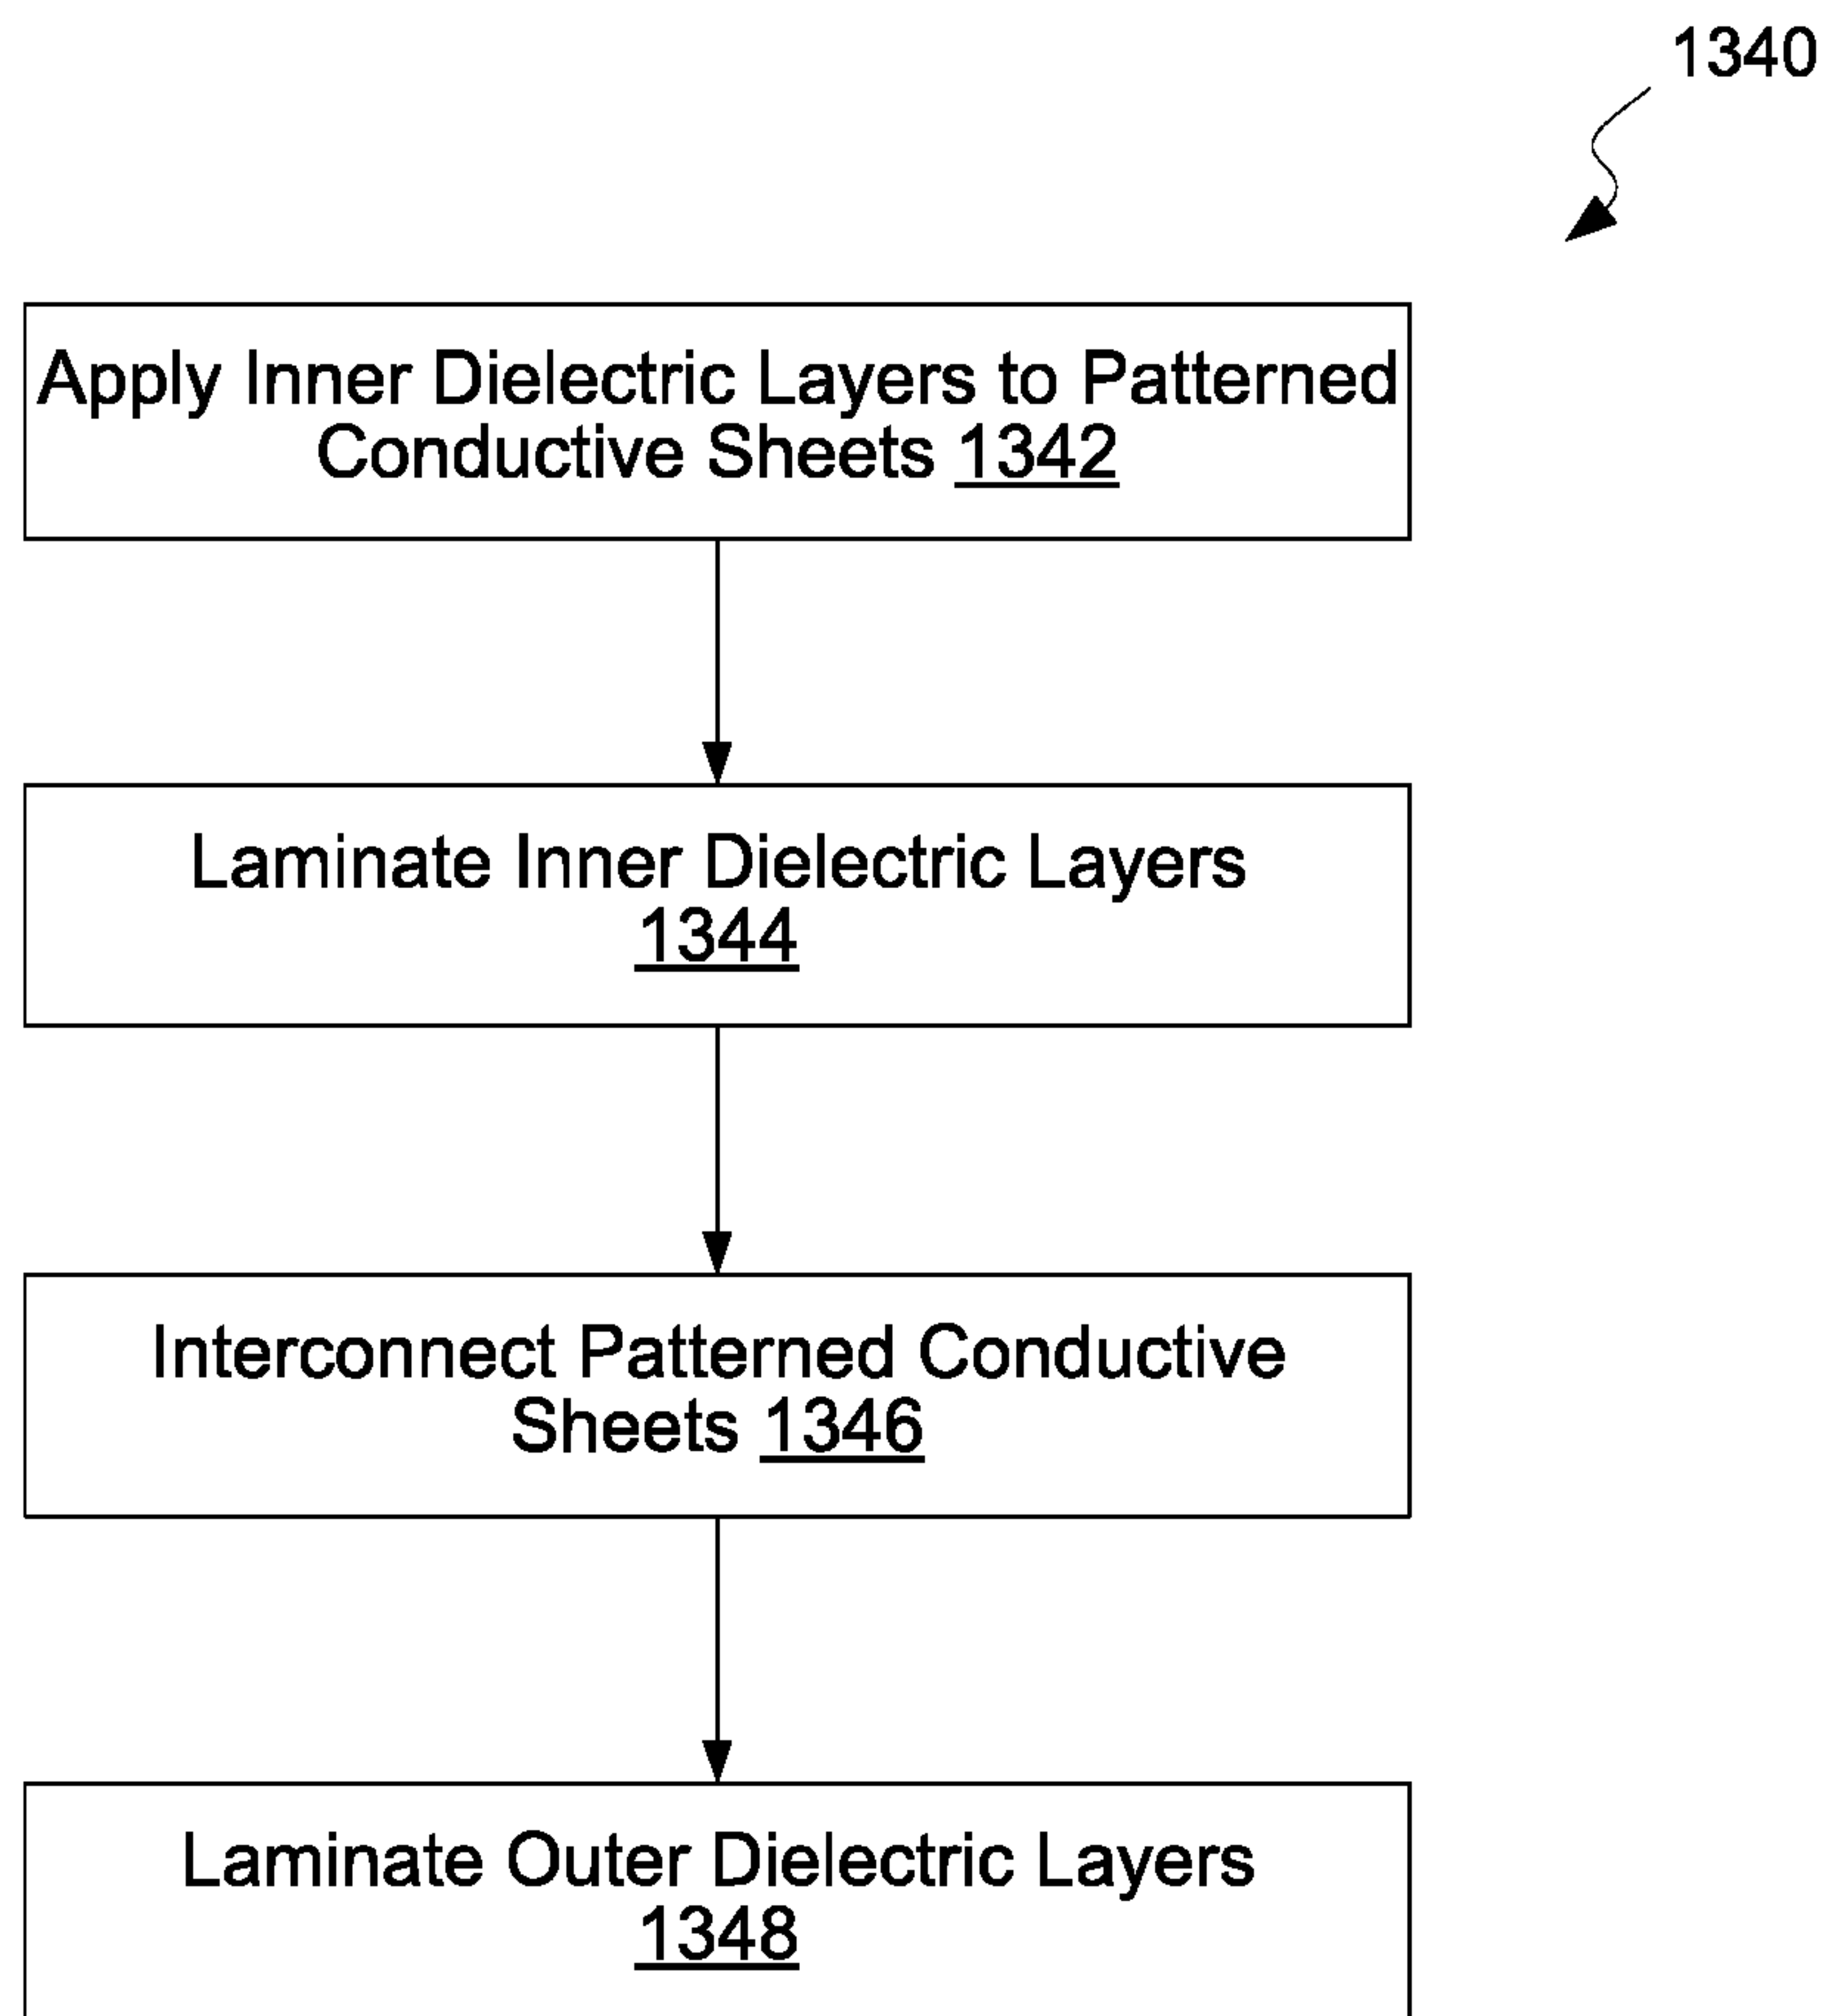 1340
Apply Inner Dielectric Layers to Patterned
Conductive Sheets 1342
Laminate Inner Dielectric Layers
1344
Interconnect Patterned Conductive
Sheets 1346
Laminate Outer Dielectric Layers
1348